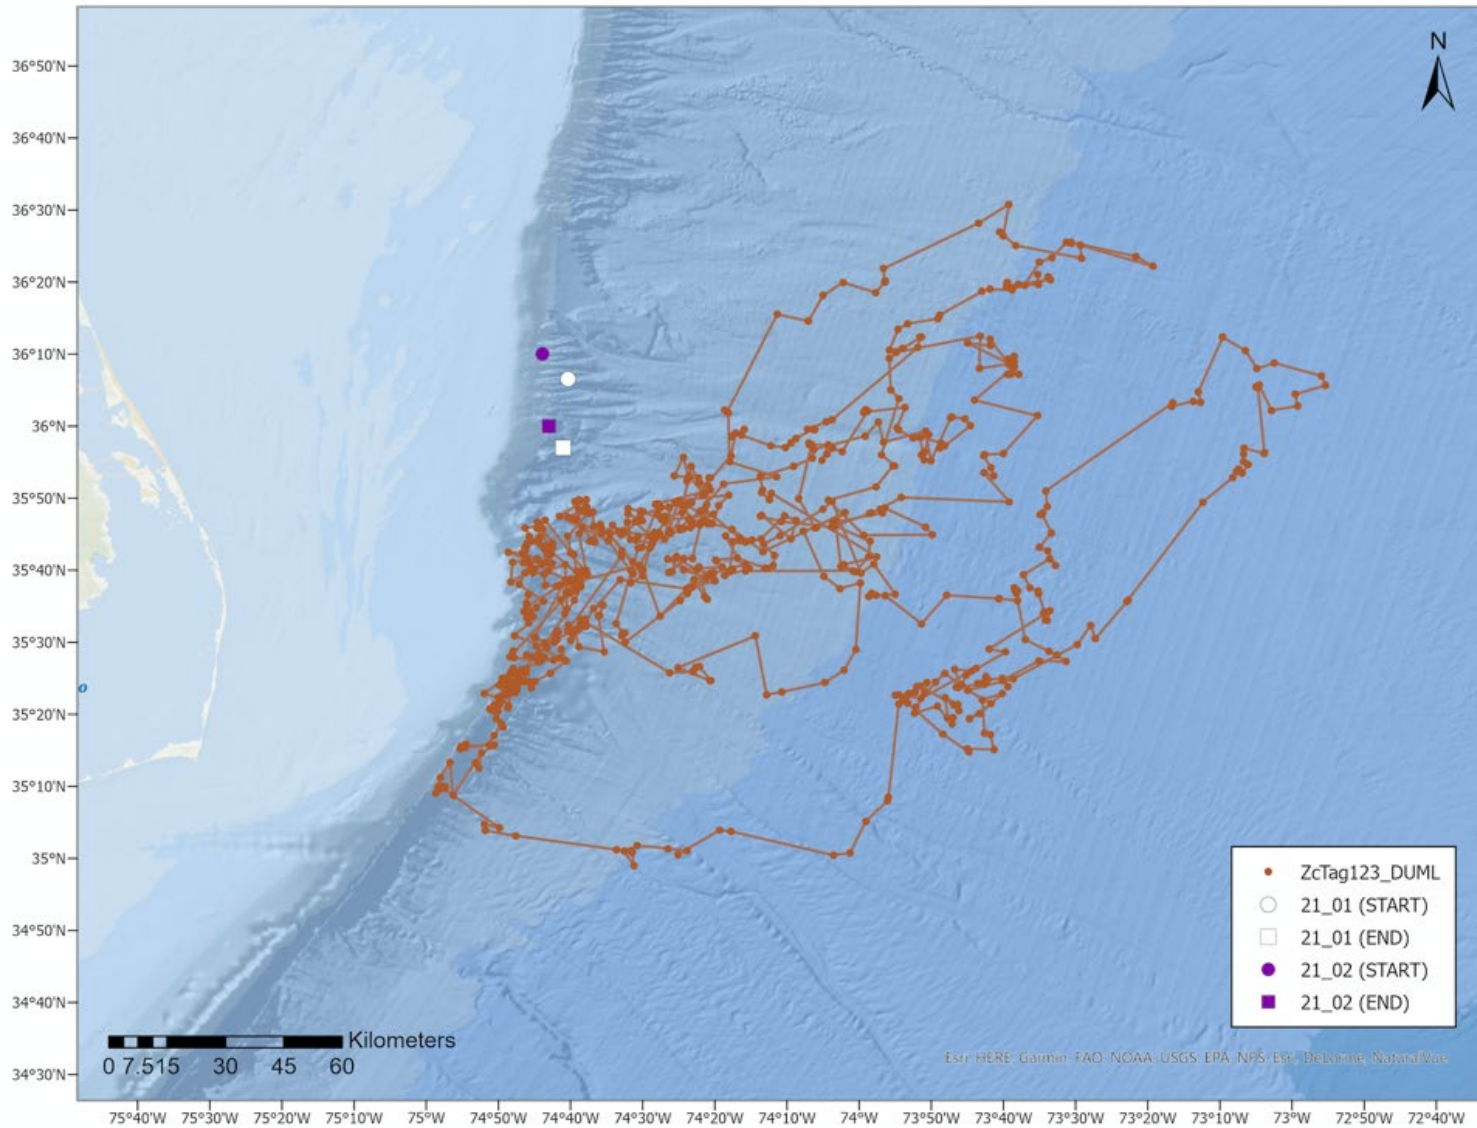 N
36°50'N
36°40'N
36°30'N
36°20'N
36°10'N
36°N
35°50'N
35°40'N
35°30'N
35°20'N
35°10'N
35°N
34°50'N
34°40'N
34°30'N
o
ZcTag123_DUML
21_01 (START)
21_01 (END)
21_02 (START)
21_02 (END)
Kilometers
0 7.5 15 30 45 60
Esri, HERE, Garmin, FAO, NOAA, USGS, EPA, NPS, Esri, DeLorme, NaturalVue
75°40'W 75°30'W 75°20'W 75°10'W 75°W 74°50'W 74°40'W 74°30'W 74°20'W 74°10'W 74°W 73°50'W 73°40'W 73°30'W 73°20'W 73°10'W 73°W 72°50'W 72°40'W